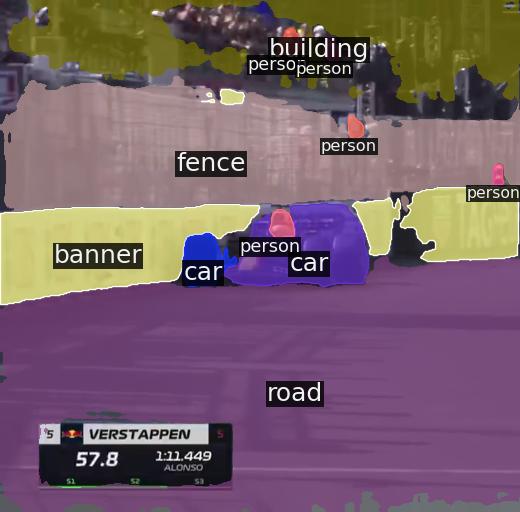 building
person
person
person
fence
person
banner
person
car
car
road
5 VERSTAPPEN 5
57.8 1:11.449
ALONSO
S1 S2 S3